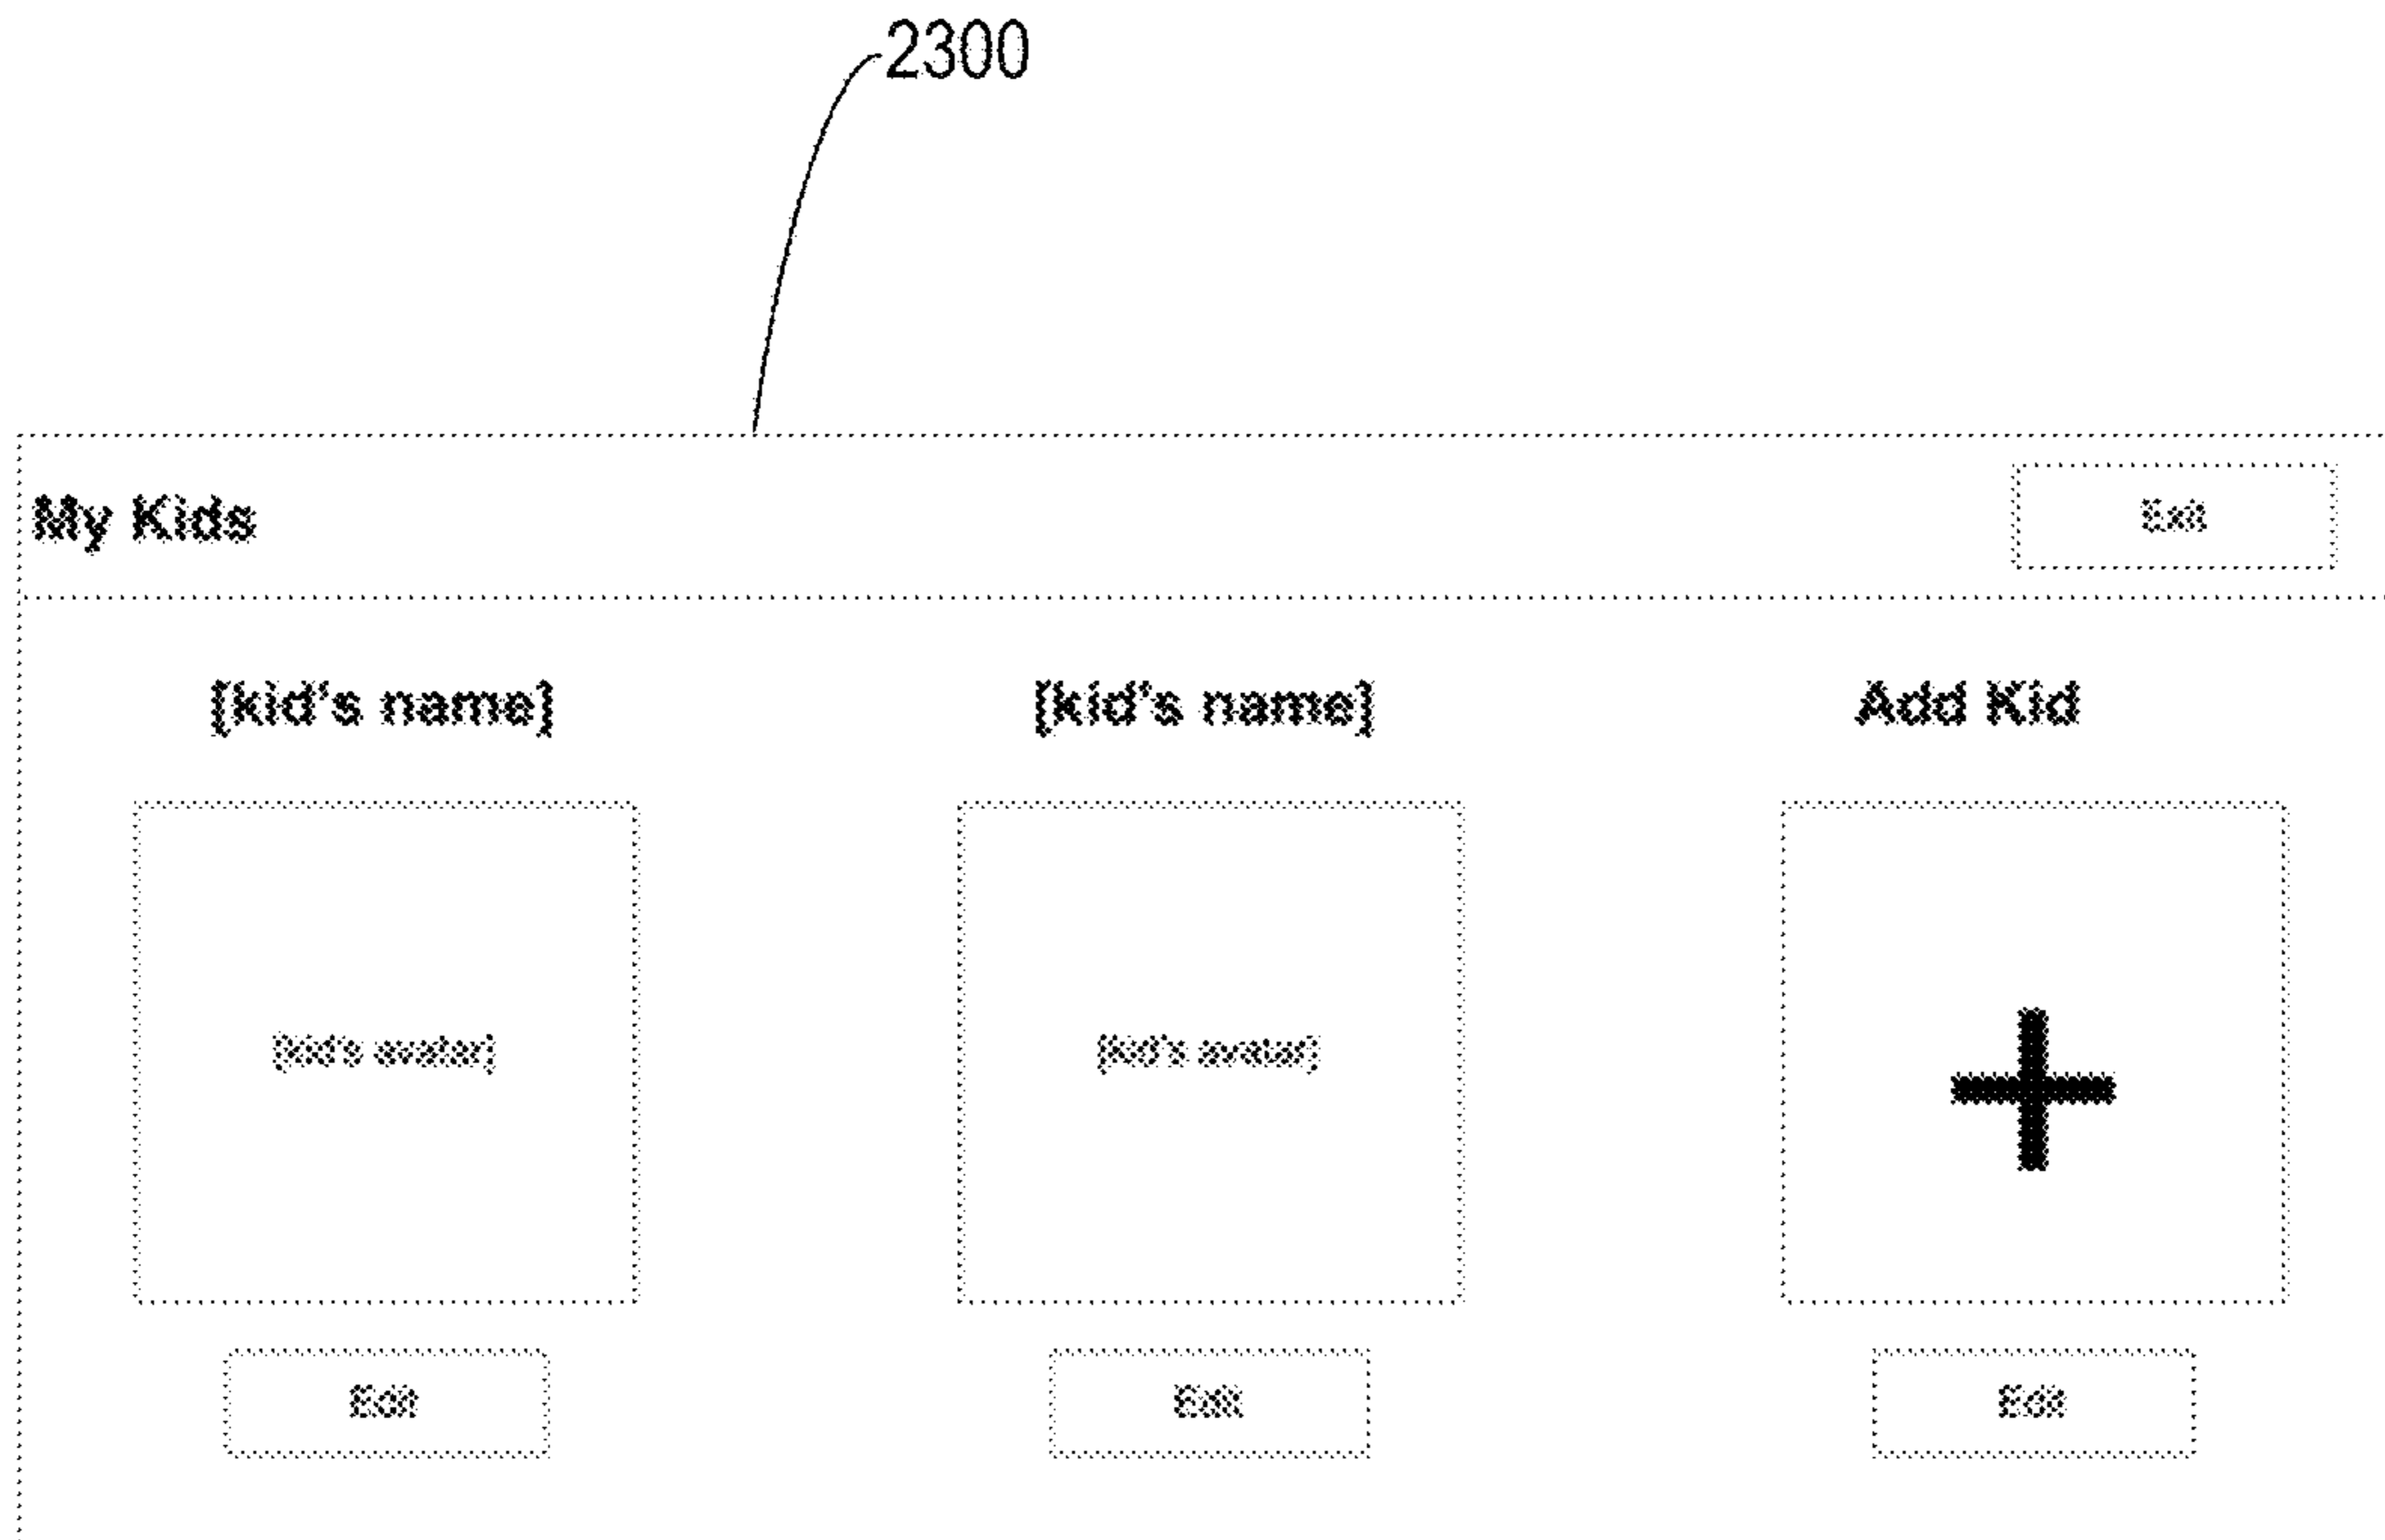 2300
My Kids Exit
[kid's name] [kid's name] Add Kid
[kid's avatar] [kid's avatar]
Edit Edit Edit